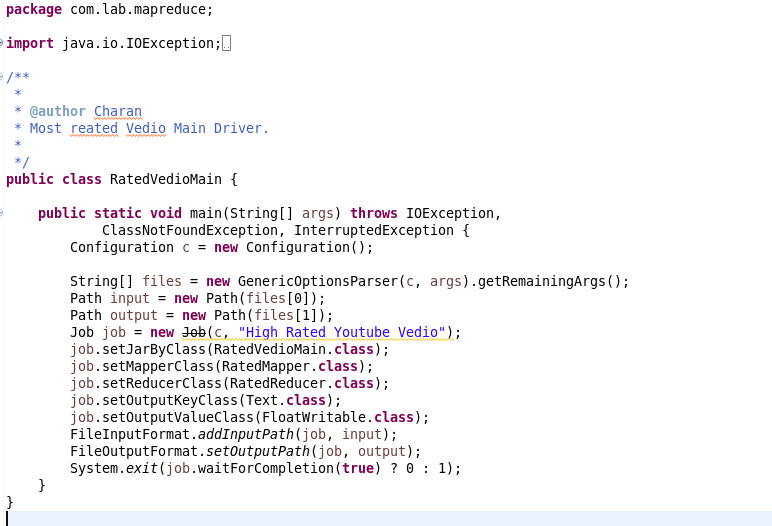 package com.lab.mapreduce;
import java.io.IOException;
/**
 *
 * @author Charan
 * Most reated Vedio Main Driver.
 *
 */
public class RatedVedioMain {
    public static void main(String[] args) throws IOException,
            ClassNotFoundException, InterruptedException {
        Configuration c = new Configuration();
        String[] files = new GenericOptionsParser(c, args).getRemainingArgs();
        Path input = new Path(files[0]);
        Path output = new Path(files[1]);
        Job job = new Job(c, "High Rated Youtube Vedio");
        job.setJarByClass(RatedVedioMain.class);
        job.setMapperClass(RatedMapper.class);
        job.setReducerClass(RatedReducer.class);
        job.setOutputKeyClass(Text.class);
        job.setOutputValueClass(FloatWritable.class);
        FileInputFormat.addInputPath(job, input);
        FileOutputFormat.setOutputPath(job, output);
        System.exit(job.waitForCompletion(true) ? 0 : 1);
    }
}